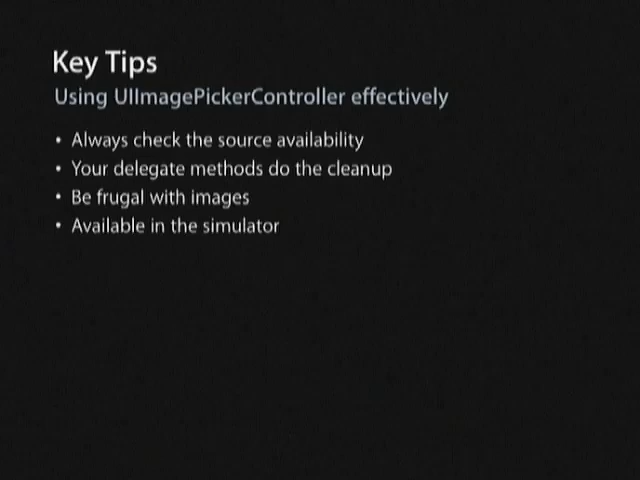 Key Tips
Using UIImagePickerController effectively
• Always check the source availability
• Your delegate methods do the cleanup
• Be frugal with images
• Available in the simulator